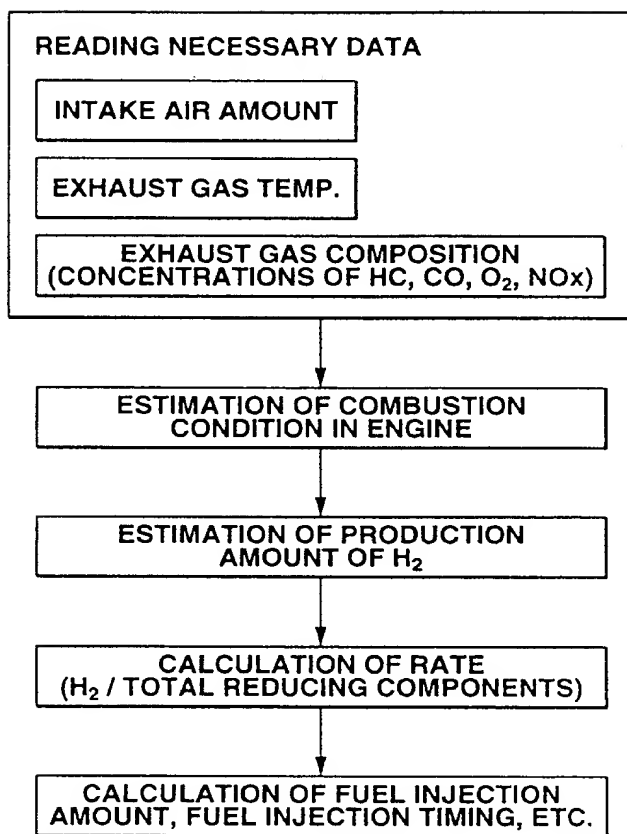 READING NECESSARY DATA
INTAKE AIR AMOUNT
EXHAUST GAS TEMP.
EXHAUST GAS COMPOSITION
(CONCENTRATIONS OF HC, CO, O₂, NOx)
ESTIMATION OF COMBUSTION
CONDITION IN ENGINE
ESTIMATION OF PRODUCTION
AMOUNT OF H₂
CALCULATION OF RATE
(H₂ / TOTAL REDUCING COMPONENTS)
CALCULATION OF FUEL INJECTION
AMOUNT, FUEL INJECTION TIMING, ETC.